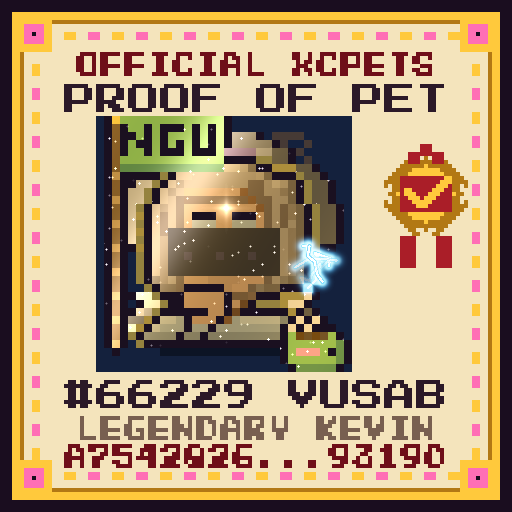 OFFICIAL XCPETS
PROOF OF PET
NGU
#66229 VUSAB
LEGENDARY KEVIN
A7542026...93190